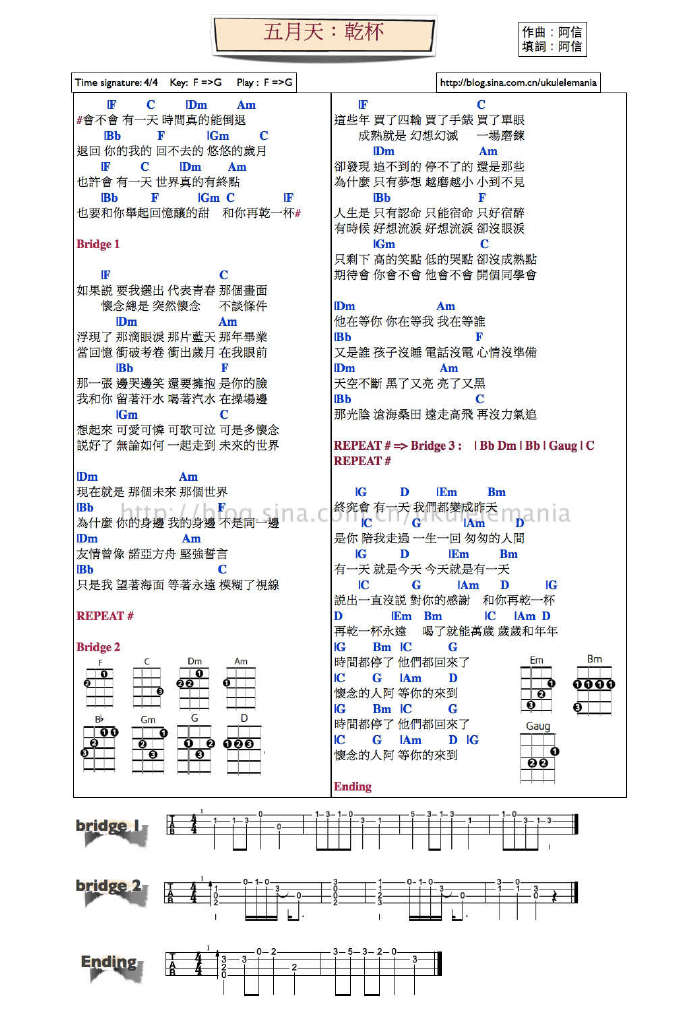 五月天：乾杯
作曲：阿信
填詞：阿信
Time signature: 4/4 Key: F =>G Play : F =>G
http://blog.sina.com.cn/ukulelemania
|F C |Dm Am
#會不會 有一天 時間真的能倒退
|Bb F |Gm C
退回 你的我的 回不去的 悠悠的歲月
|F C |Dm Am
也許會 有一天 世界真的有終點
|Bb F |Gm C |F
也要和你舉起回憶釀的甜 和你再乾一杯#
Bridge 1
|F C
如果說 要我選出 代表青春 那個畫面
懷念總是 突然懷念 不談條件
|Dm Am
浮現了 那滴眼淚 那片藍天 那年畢業
當回憶 衝破考卷 衝出歲月 在我眼前
|Bb F
那一張 邊哭邊笑 還要擁抱 是你的臉
我和你 留著汗水 喝著汽水 在操場邊
|Gm C
想起來 可愛可憐 可歌可泣 可是多懷念
說好了 無論如何 一起走到 未來的世界
|Dm Am
現在就是 那個未來 那個世界
|Bb F
為什麼 你的身邊 我的身邊 不是同一邊
|Dm Am
友情曾像 諾亞方舟 堅強誓言
|Bb C
只是我 望著海面 等著永遠 模糊了視線
REPEAT #
Bridge 2
F C Dm Am
B♭ Gm G D
|F C
這些年 買了四輪 買了手錶 買了單眼
成熟就是 幻想幻滅 一場磨鍊
|Dm Am
卻發現 追不到的 停不了的 還是那些
為什麼 只有夢想 越磨越小 小到不見
|Bb F
人生是 只有認命 只能宿命 只好宿醉
有時候 好想流淚 好想流淚 卻沒眼淚
|Gm C
只剩下 高的笑點 低的哭點 卻沒成熟點
期待會 你會不會 他會不會 開個同學會
|Dm Am
他在等你 你在等我 我在等誰
|Bb F
又是誰 孩子沒睡 電話沒電 心情沒準備
|Dm Am
天空不斷 黑了又亮 亮了又黑
|Bb C
那光陰 滄海桑田 遠走高飛 再沒力氣追
REPEAT # => Bridge 3 : | Bb Dm | Bb | Gaug | C
REPEAT #
|G D |Em Bm
終究會 有一天 我們都變成昨天
|C G |Am D
是你 陪我走過 一生一回 匆匆的人間
|G D |Em Bm
有一天 就是今天 今天就是有一天
|C G |Am D |G
說出一直沒說 對你的感謝 和你再乾一杯
D |Em Bm |C |Am D
再乾一杯永遠 喝了就能萬歲 歲歲和年年
|G Bm |C G
時間都停了 他們都回來了
|C G |Am D
懷念的人阿 等你的來到
|G Bm |C G
時間都停了 他們都回來了
|C G |Am D |G
懷念的人阿 等你的來到
Ending
Em Bm
Gaug
http://blog.sina.com.cn/ukulelemania
bridge 1
bridge 2
Ending